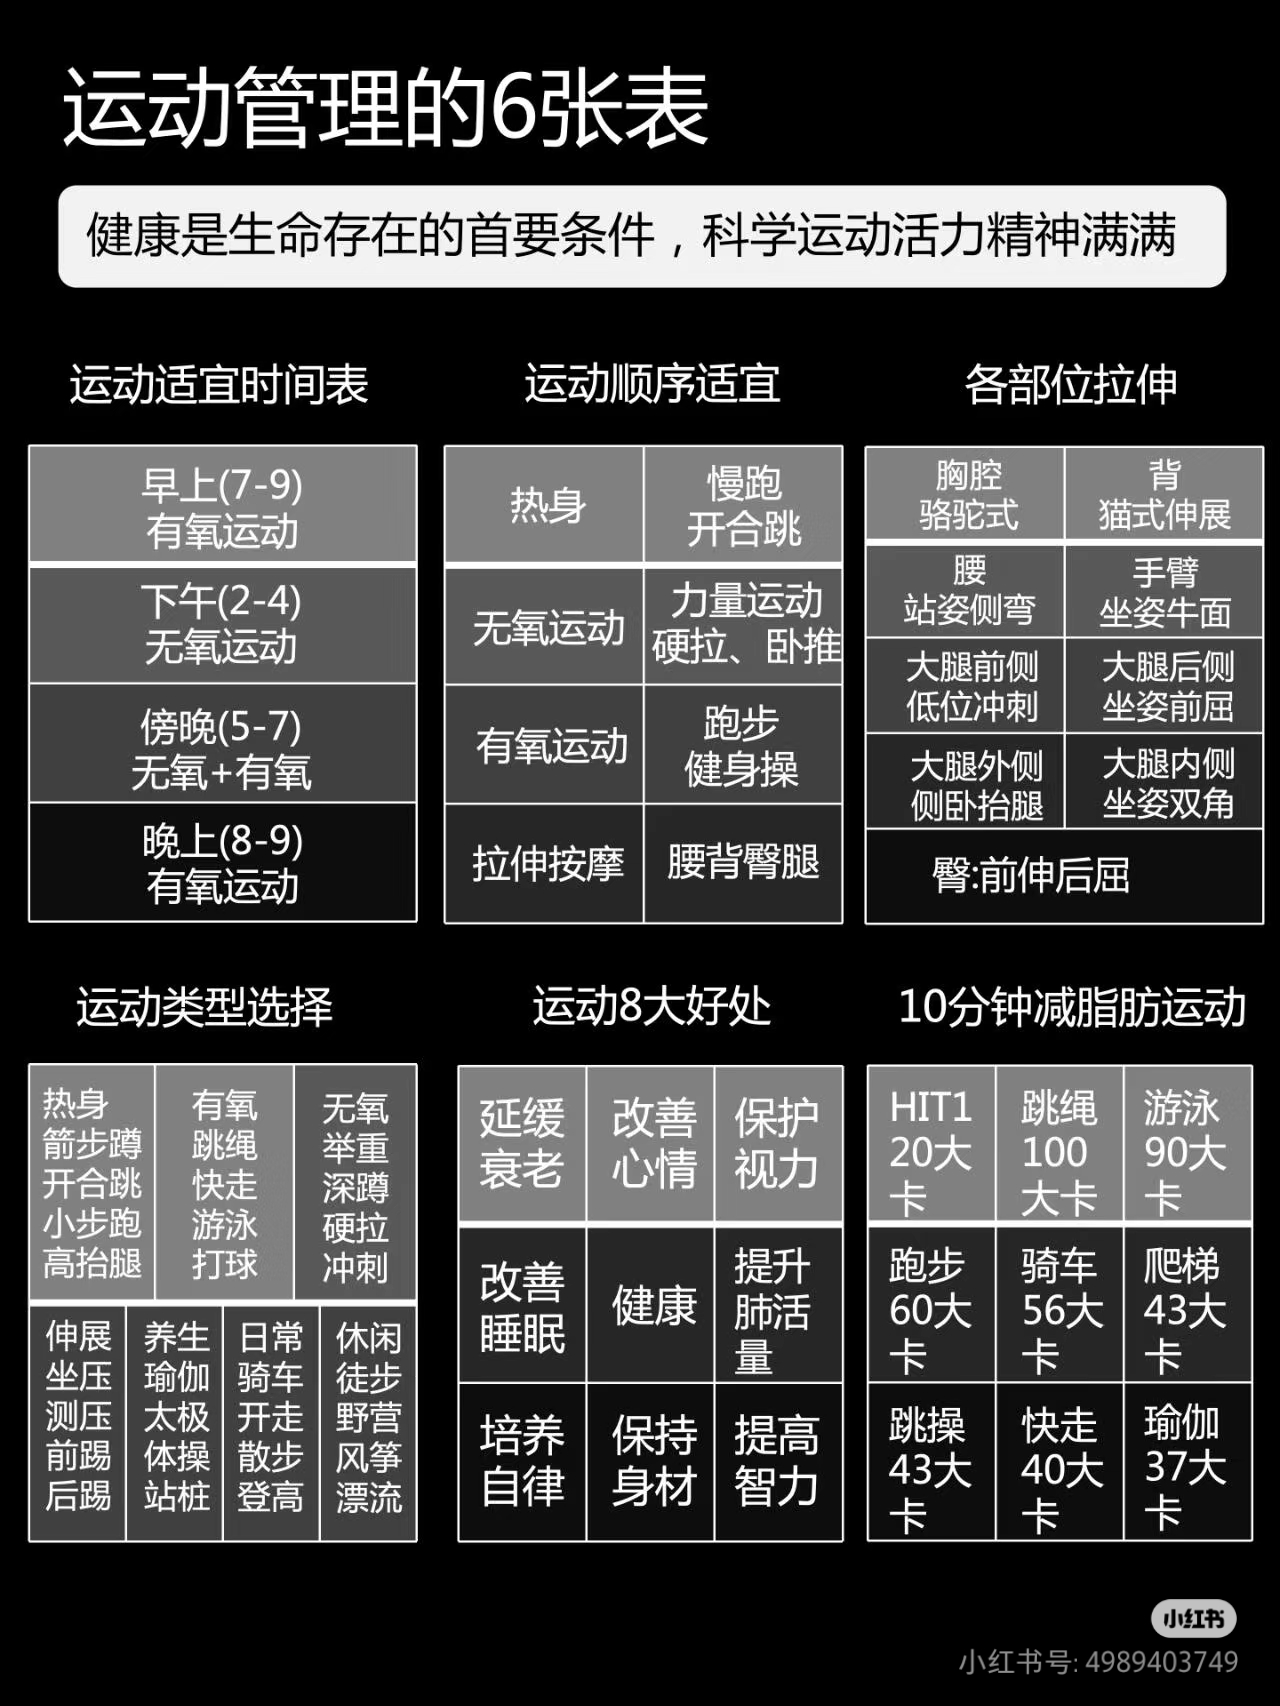 运动管理的6张表
健康是生命存在的首要条件，科学运动活力精神满满
运动适宜时间表
早上(7-9)
有氧运动
下午(2-4)
无氧运动
傍晚(5-7)
无氧+有氧
晚上(8-9)
有氧运动
运动顺序适宜
热身
慢跑
开合跳
无氧运动
力量运动
硬拉、卧推
有氧运动
跑步
健身操
拉伸按摩
腰背臀腿
各部位拉伸
胸腔
骆驼式
背
猫式伸展
腰
站姿侧弯
手臂
坐姿牛面
大腿前侧
低位冲刺
大腿后侧
坐姿前屈
大腿外侧
侧卧抬腿
大腿内侧
坐姿双角
臀:前伸后屈
运动类型选择
热身
箭步蹲
开合跳
小步跑
高抬腿
有氧
跳绳
快走
游泳
打球
无氧
举重
深蹲
硬拉
冲刺
伸展
坐压
测压
前踢
后踢
养生
瑜伽
太极
体操
站桩
日常
骑车
开走
散步
登高
休闲
徒步
野营
风筝
漂流
运动8大好处
延缓
衰老
改善
心情
保护
视力
改善
睡眠
健康
提升
肺活
量
培养
自律
保持
身材
提高
智力
10分钟减脂肪运动
HIT1
20大
卡
跳绳
100
大卡
游泳
90大
卡
跑步
60大
卡
骑车
56大
卡
爬梯
43大
卡
跳操
43大
卡
快走
40大
卡
瑜伽
37大
卡
小红书
小红书号: 4989403749